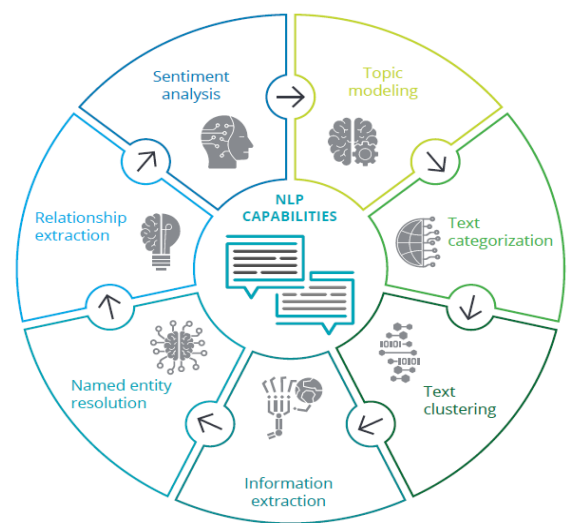 NLP
CAPABILITIES
Topic
modeling
Text
categorization
Text
clustering
Information
extraction
Named entity
resolution
Relationship
extraction
Sentiment
analysis